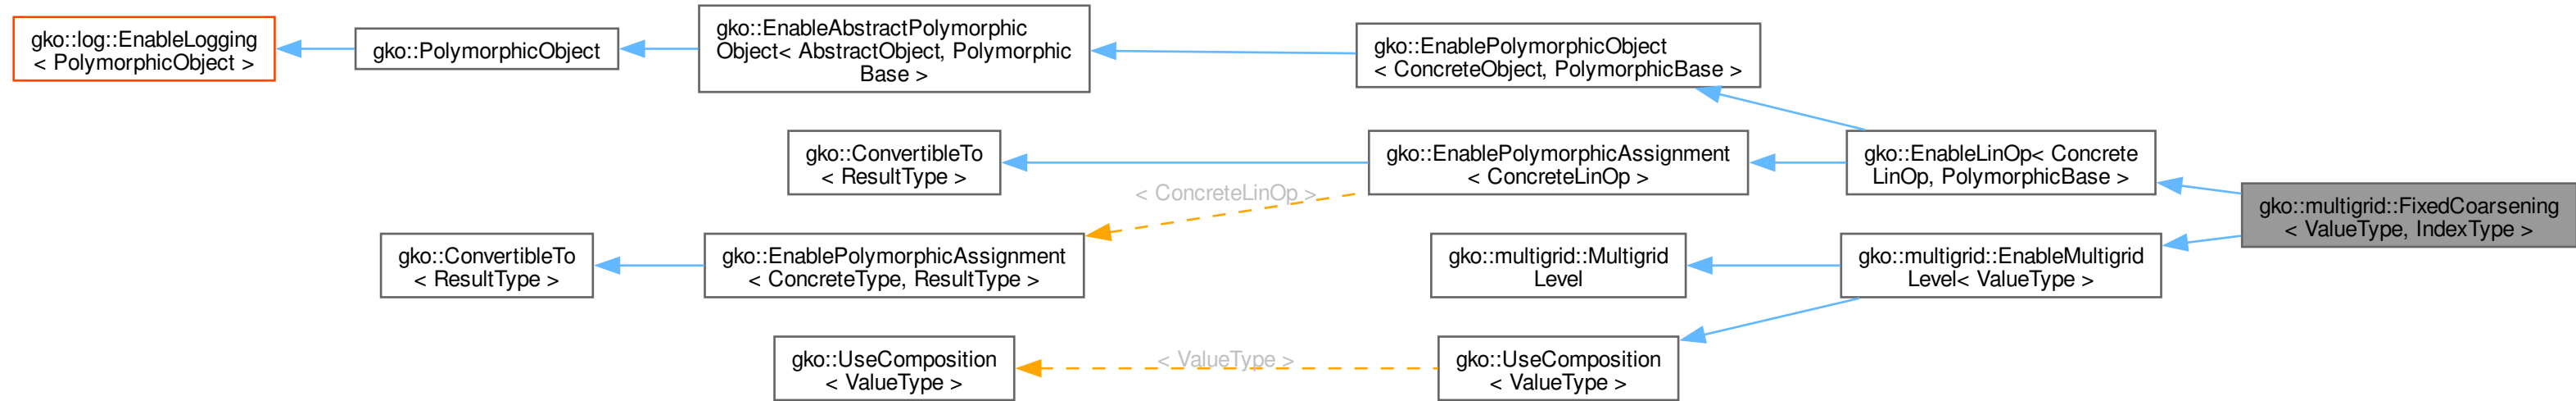 gko::log::EnableLogging
< PolymorphicObject >
gko::PolymorphicObject
gko::EnableAbstractPolymorphic
Object< AbstractObject, Polymorphic
Base >
gko::EnablePolymorphicObject
< ConcreteObject, PolymorphicBase >
gko::ConvertibleTo
< ResultType >
gko::EnablePolymorphicAssignment
< ConcreteLinOp >
gko::EnableLinOp< Concrete
LinOp, PolymorphicBase >
< ConcreteLinOp >
gko::multigrid::FixedCoarsening
< ValueType, IndexType >
gko::ConvertibleTo
< ResultType >
gko::EnablePolymorphicAssignment
< ConcreteType, ResultType >
gko::multigrid::Multigrid
Level
gko::multigrid::EnableMultigrid
Level< ValueType >
gko::UseComposition
< ValueType >
< ValueType >
gko::UseComposition
< ValueType >